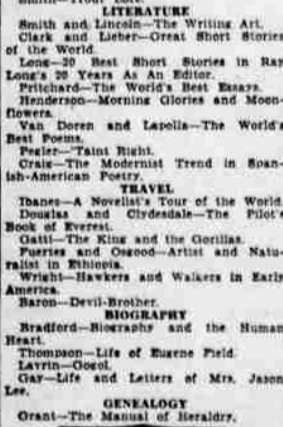 Smith—Trout Lore.
LITERATURE
Smith and Lincoln—The Writing Art.
Clark and Lieber—Great Short Stories
of the World.
Long—20 Best Short Stories in Ray
Long's 20 Years As An Editor.
Pritchard—The World's Best Essays.
Henderson—Morning Glories and Moon-
flowers.
Van Doren and Lapolla—The World's
Best Poems.
Pegler—'Taint Right.
Craig—The Modernist Trend in Span-
ish-American Poetry.
TRAVEL
Ibanes—A Novelist's Tour of the World.
Douglas and Clydesdale—The Pilot's
Book of Everest.
Gatti—The King and the Gorillas.
Fuertes and Osgood—Artist and Natu-
ralist in Ethiopia.
Wright—Hawkers and Walkers in Early
America.
Baron—Devil-Brother.
BIOGRAPHY
Bradford—Biography and the Human
Heart.
Thompson—Life of Eugene Field.
Lavrin—Gogol.
Gay—Life and Letters of Mrs. Jason
Lee.
GENEALOGY
Grant—The Manual of Heraldry.